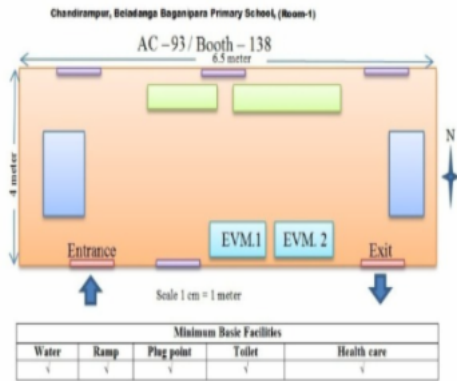 Chandirampur, Beladanga Baganipara Primary School, (Room-1)
AC –93/ Booth – 138
6.5 meter
4 meter
N
EVM.1 EVM. 2
Entrance Exit
Scale 1 cm = 1 meter
Minimum Basic Facilities
Water Ramp Plug point Toilet Health care
√ √ √ √ √